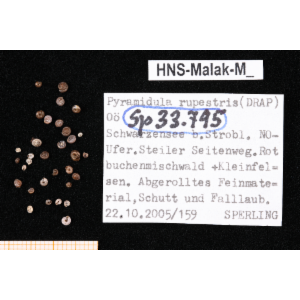 HNS-Malak-M_
Pyramidula rupestris(DRAP)
Sp 33.795
Schwarzensee b.Strobl. NO-
Ufer.Steiler Seitenweg.Rot
buchenmischwald +Kleinfel-
sen. Abgerolltes Feinmate-
rial,Schutt und Falllaub.
22.10.2005/159 SPERLING